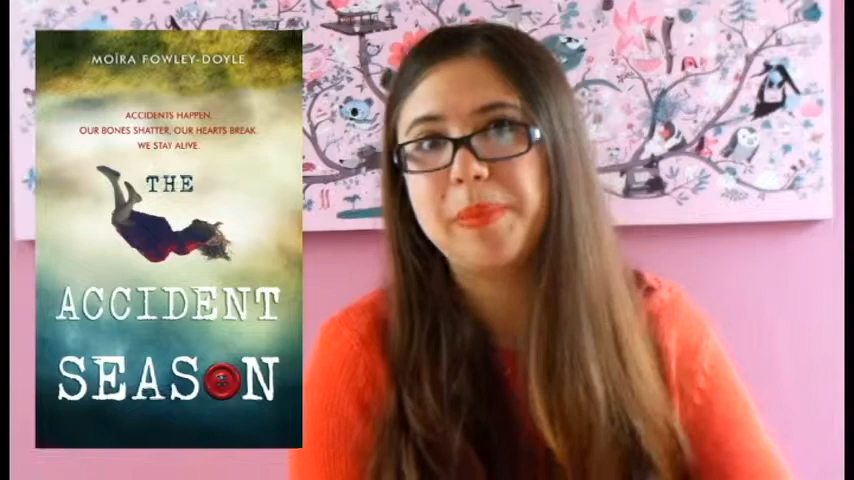 MOÏRA FOWLEY-DOYLE
ACCIDENTS HAPPEN.
OUR BONES SHATTER, OUR HEARTS BREAK.
WE STAY ALIVE.
THE
ACCIDENT
SEASON